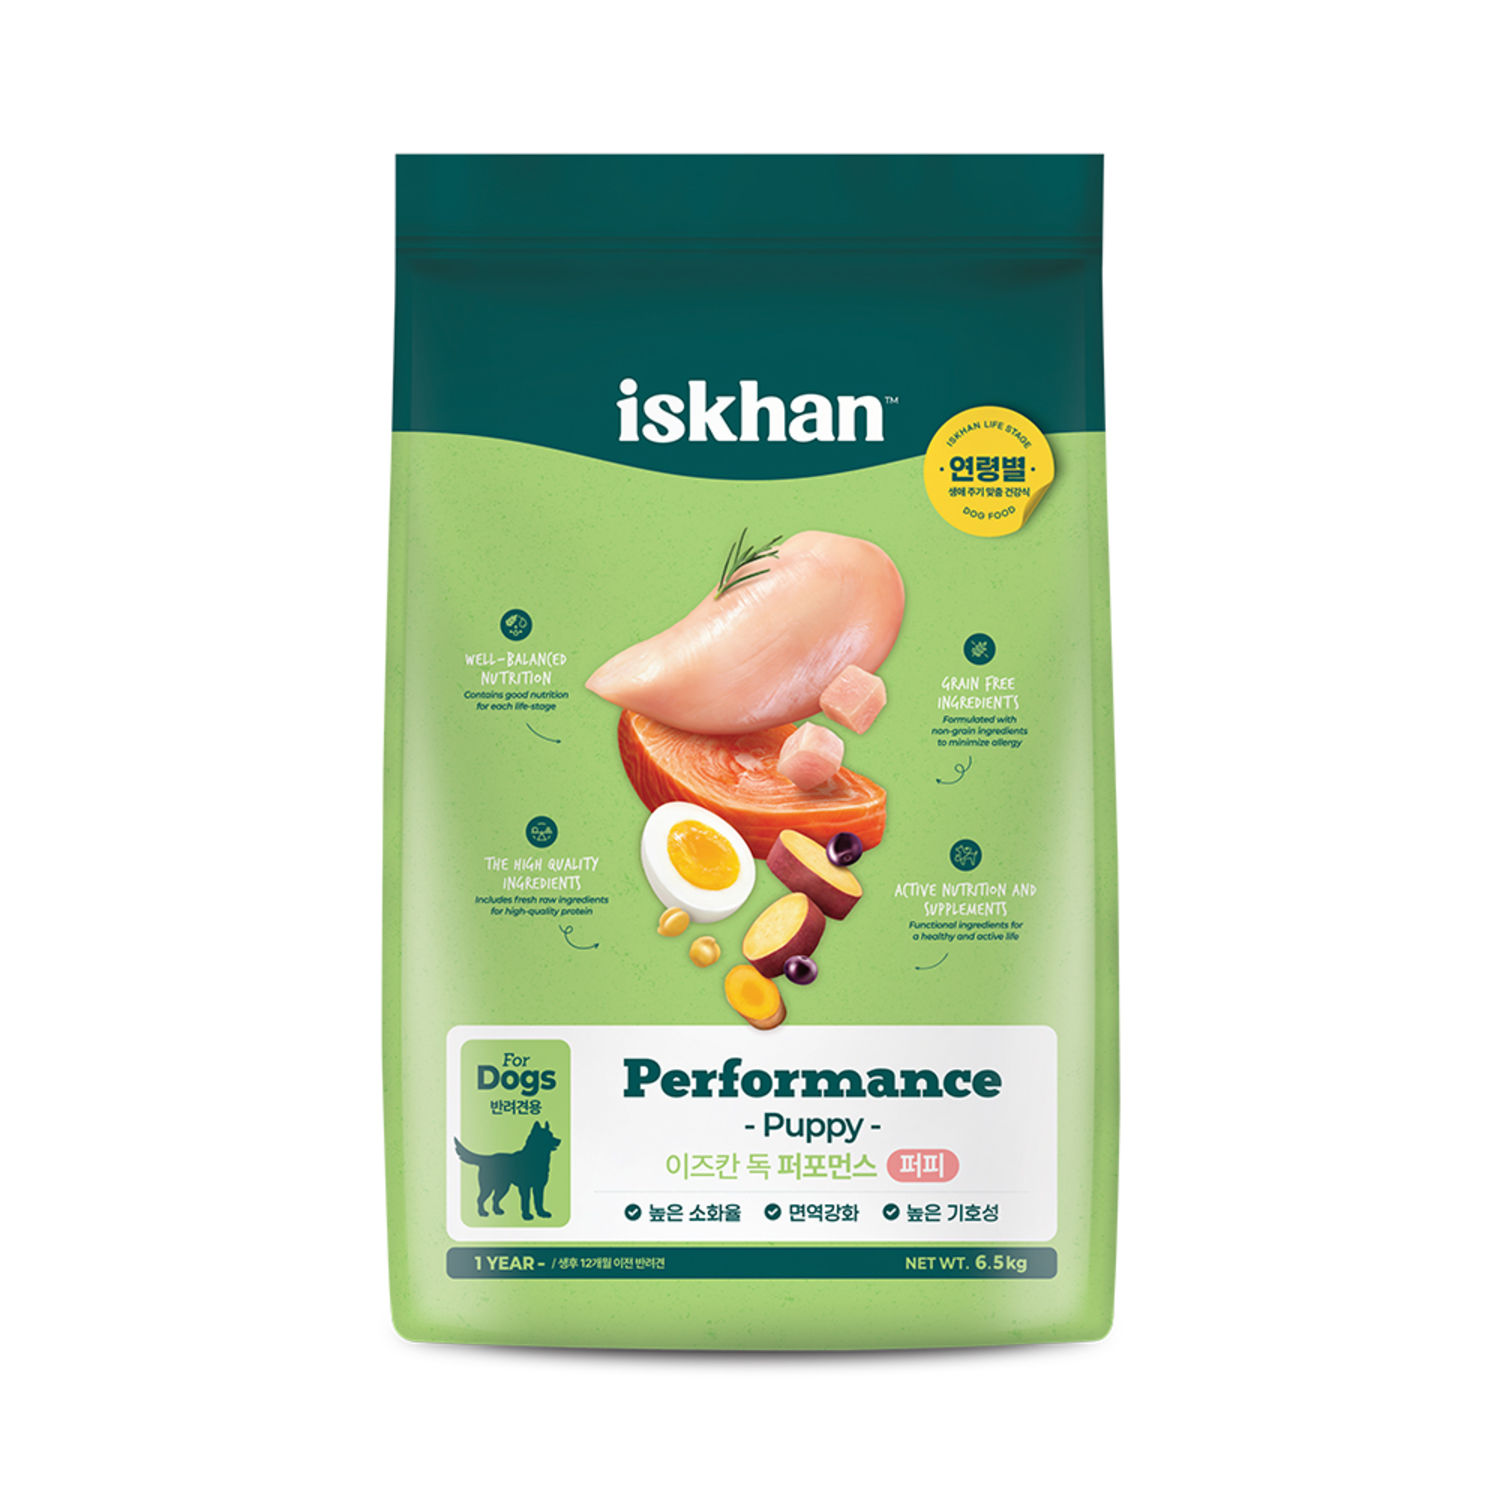 iskhan™
ISKHAN LIFE STAGE
· 연령별 ·
생애 주기 맞춤 건강식
DOG FOOD
WELL-BALANCED
NUTRITION
Contains good nutrition
for each life-stage
GRAIN FREE
INGREDIENTS
Formulated with
non-grain ingredients
to minimize allergy
THE HIGH QUALITY
INGREDIENTS
Includes fresh raw ingredients
for high-quality protein
ACTIVE NUTRITION AND
SUPPLEMENTS
Functional ingredients for
a healthy and active life
For
Dogs
반려견용
Performance
- Puppy -
이즈칸 독 퍼포먼스 퍼피
높은 소화율 면역강화 높은 기호성
1 YEAR - / 생후 12개월 이전 반려견
NET WT. 6.5kg